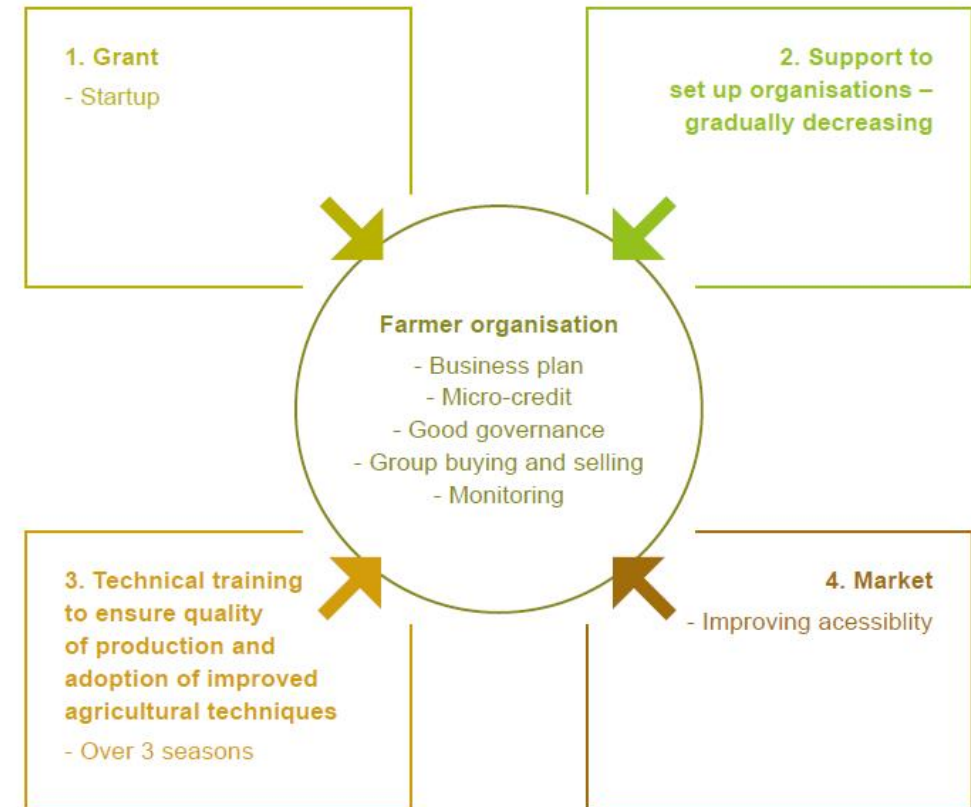 1. Grant
- Startup
2. Support to
set up organisations –
gradually decreasing
Farmer organisation
- Business plan
- Micro-credit
- Good governance
- Group buying and selling
- Monitoring
3. Technical training
to ensure quality
of production and
adoption of improved
agricultural techniques
- Over 3 seasons
4. Market
- Improving acessiblity